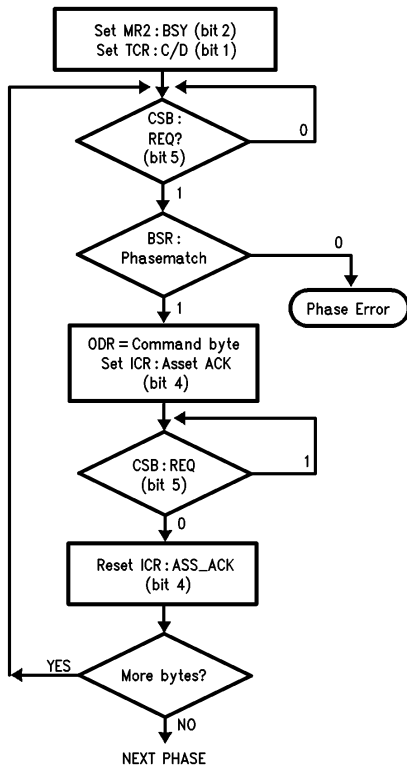 Set MR2:BSY (bit 2)
Set TCR:C/D (bit 1)
CSB:
REQ?
(bit 5)
0
1
BSR:
Phasematch
0
1
Phase Error
ODR = Command byte
Set ICR:Asset ACK
(bit 4)
CSB:REQ
(bit 5)
1
0
Reset ICR:ASS_ACK
(bit 4)
More bytes?
YES
NO
NEXT PHASE